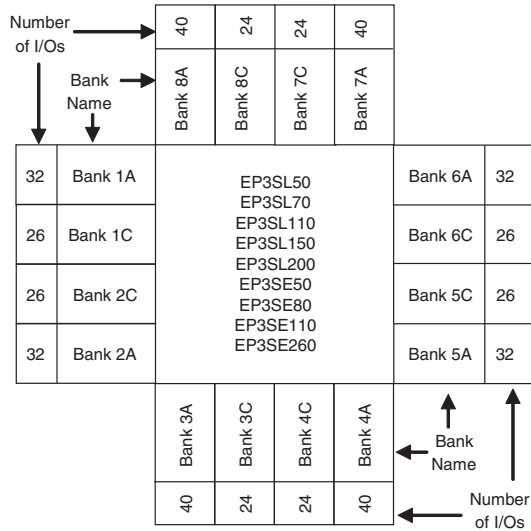 Number
of I/Os
40 24 24 40
Bank
Name
Bank 8A Bank 8C Bank 7C Bank 7A
32 Bank 1A
26 Bank 1C
26 Bank 2C
32 Bank 2A
EP3SL50
EP3SL70
EP3SL110
EP3SL150
EP3SL200
EP3SE50
EP3SE80
EP3SE110
EP3SE260
Bank 6A 32
Bank 6C 26
Bank 5C 26
Bank 5A 32
Bank 3A Bank 3C Bank 4C Bank 4A
Bank
Name
40 24 24 40
Number
of I/Os